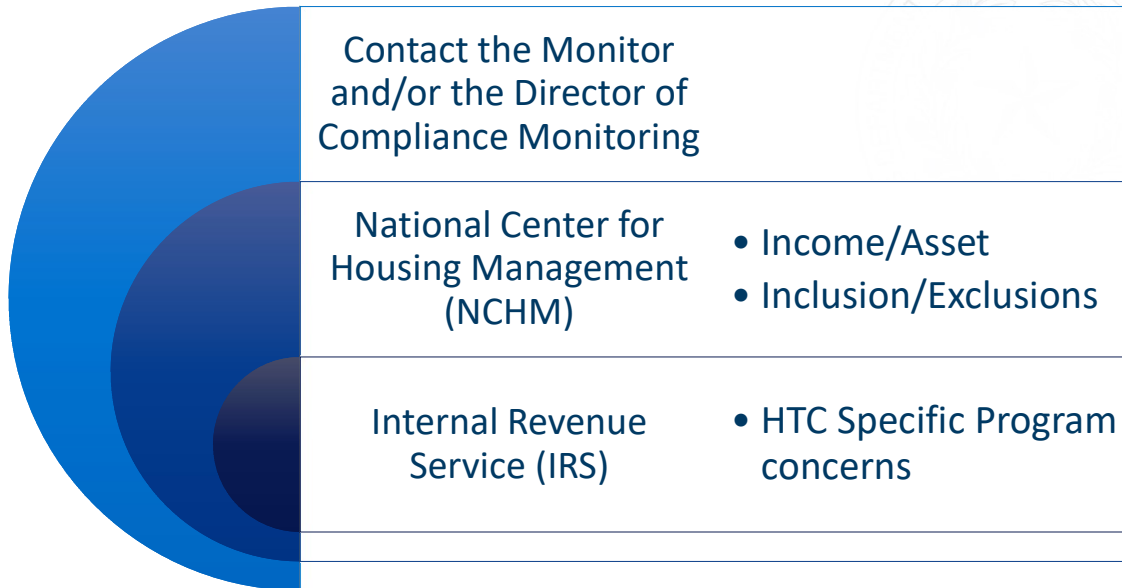 Contact the Monitor
and/or the Director of
Compliance Monitoring
National Center for
Housing Management
(NCHM)
• Income/Asset
• Inclusion/Exclusions
Internal Revenue
Service (IRS)
• HTC Specific Program
concerns